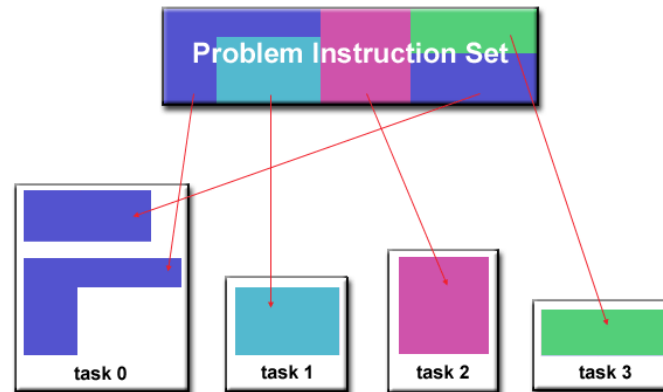 Problem Instruction Set
task 0
task 1
task 2
task 3